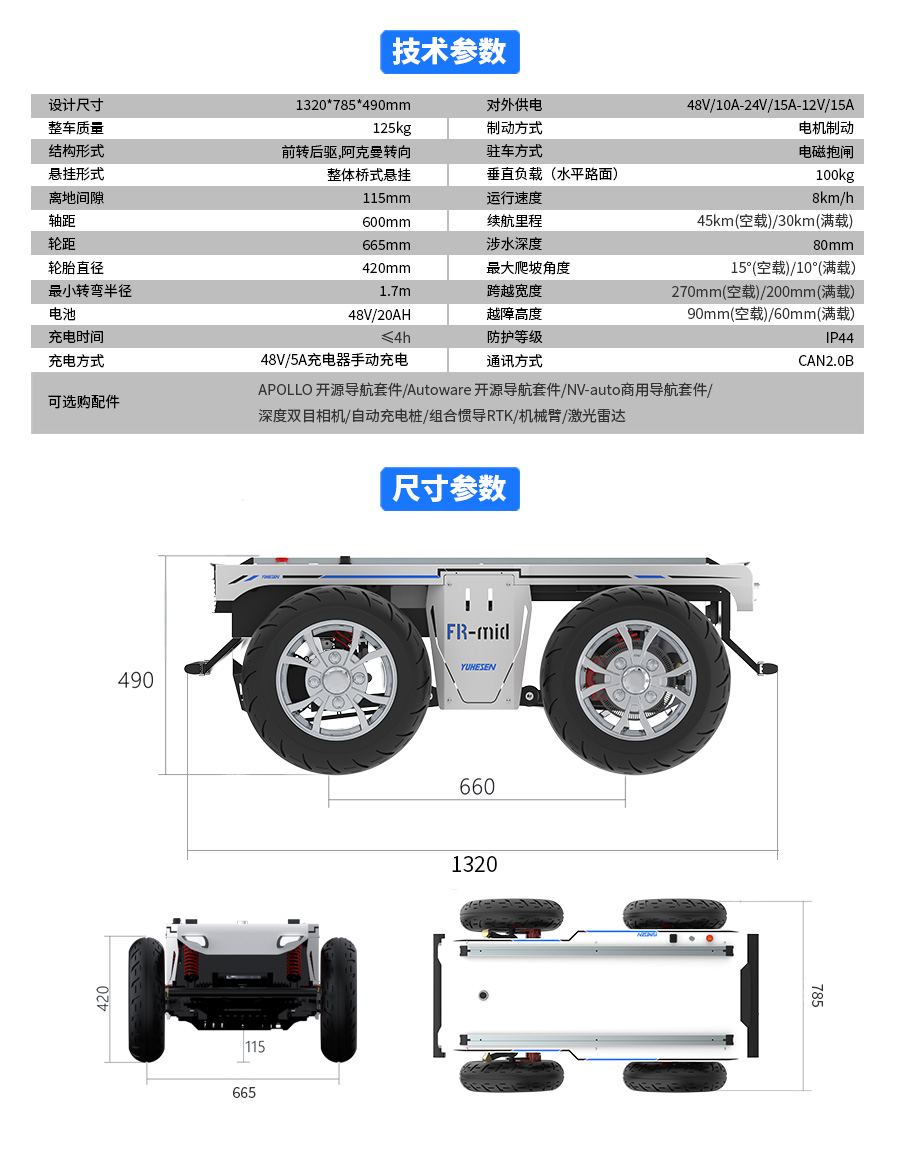 技术参数
设计尺寸 1320*785*490mm 对外供电 48V/10A-24V/15A-12V/15A
整车质量 125kg 制动方式 电机制动
结构形式 前转后驱,阿克曼转向 驻车方式 电磁抱闸
悬挂形式 整体桥式悬挂 垂直负载（水平路面） 100kg
离地间隙 115mm 运行速度 8km/h
轴距 600mm 续航里程 45km(空载)/30km(满载)
轮距 665mm 涉水深度 80mm
轮胎直径 420mm 最大爬坡角度 15°(空载)/10°(满载)
最小转弯半径 1.7m 跨越宽度 270mm(空载)/200mm(满载)
电池 48V/20AH 越障高度 90mm(空载)/60mm(满载)
充电时间 ≤4h 防护等级 IP44
充电方式 48V/5A充电器手动充电 通讯方式 CAN2.0B
可选购配件 APOLLO 开源导航套件/Autoware 开源导航套件/NV-auto商用导航套件/
深度双目相机/自动充电桩/组合惯导RTK/机械臂/激光雷达
尺寸参数
YUHESEN
FR-mid
YUHESEN
490
660
1320
420
115
665
785